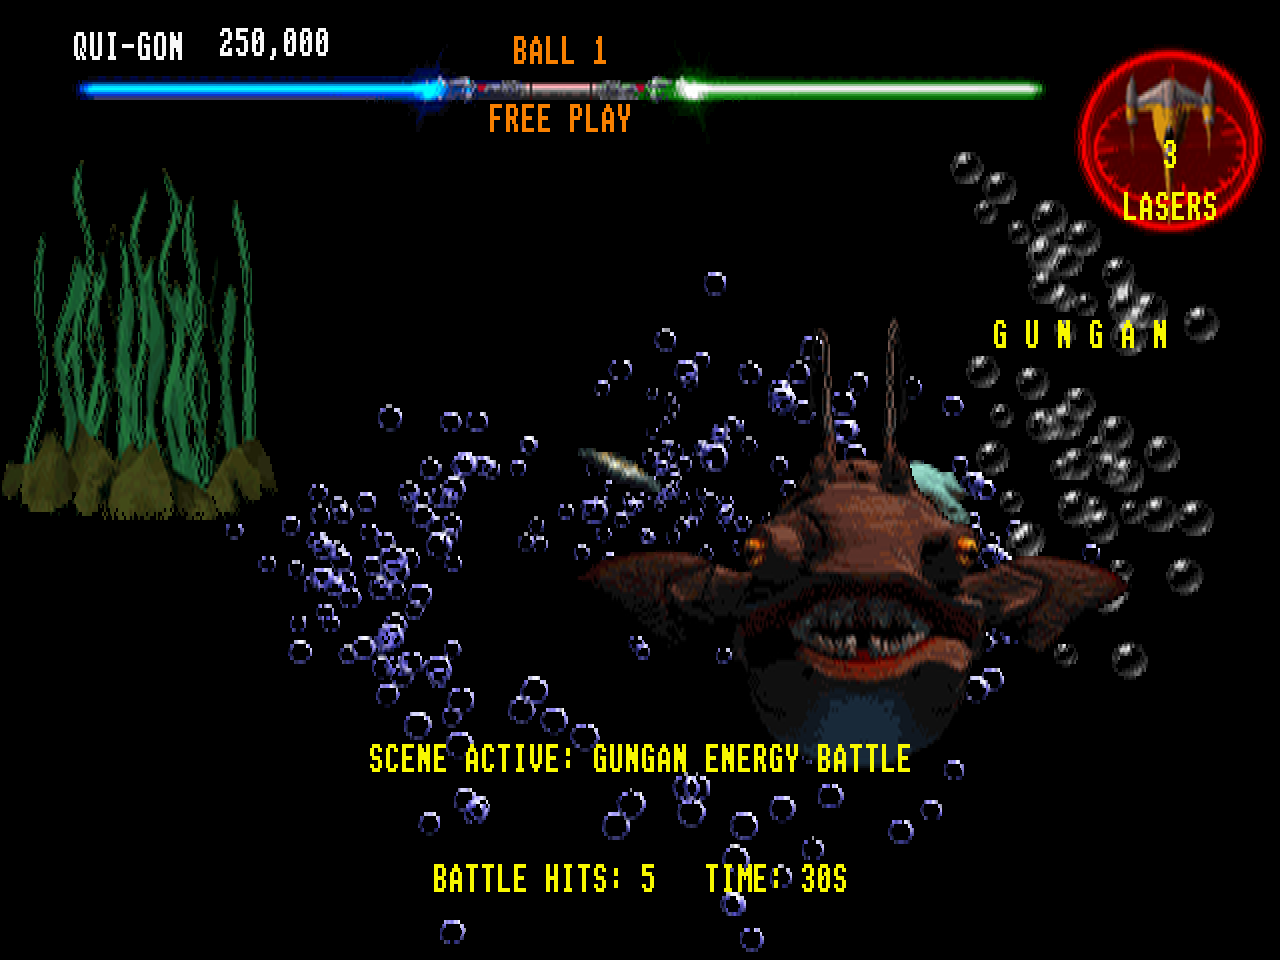 QUI-GON 250,000
BALL 1
FREE PLAY
3
LASERS
G U N G A N
SCENE ACTIVE: GUNGAN ENERGY BATTLE
BATTLE HITS: 5 TIME: 30S